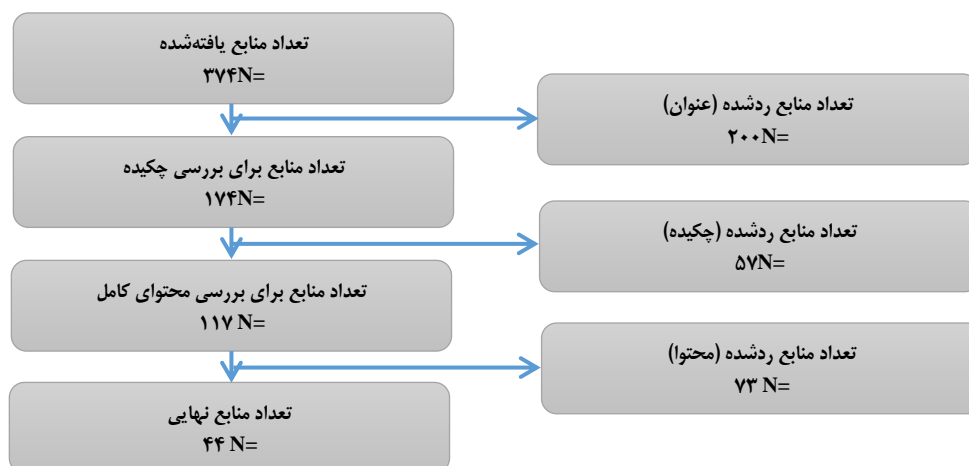 تعداد منابع یافته‌شده
۳۷۴N=
تعداد منابع ردشده (عنوان)
۲۰۰N=
تعداد منابع برای بررسی چکیده
۱۷۴N=
تعداد منابع ردشده (چکیده)
۵۷N=
تعداد منابع برای بررسی محتوای کامل
۱۱۷ N=
تعداد منابع ردشده (محتوا)
۷۳ N=
تعداد منابع نهایی
۴۴ N=